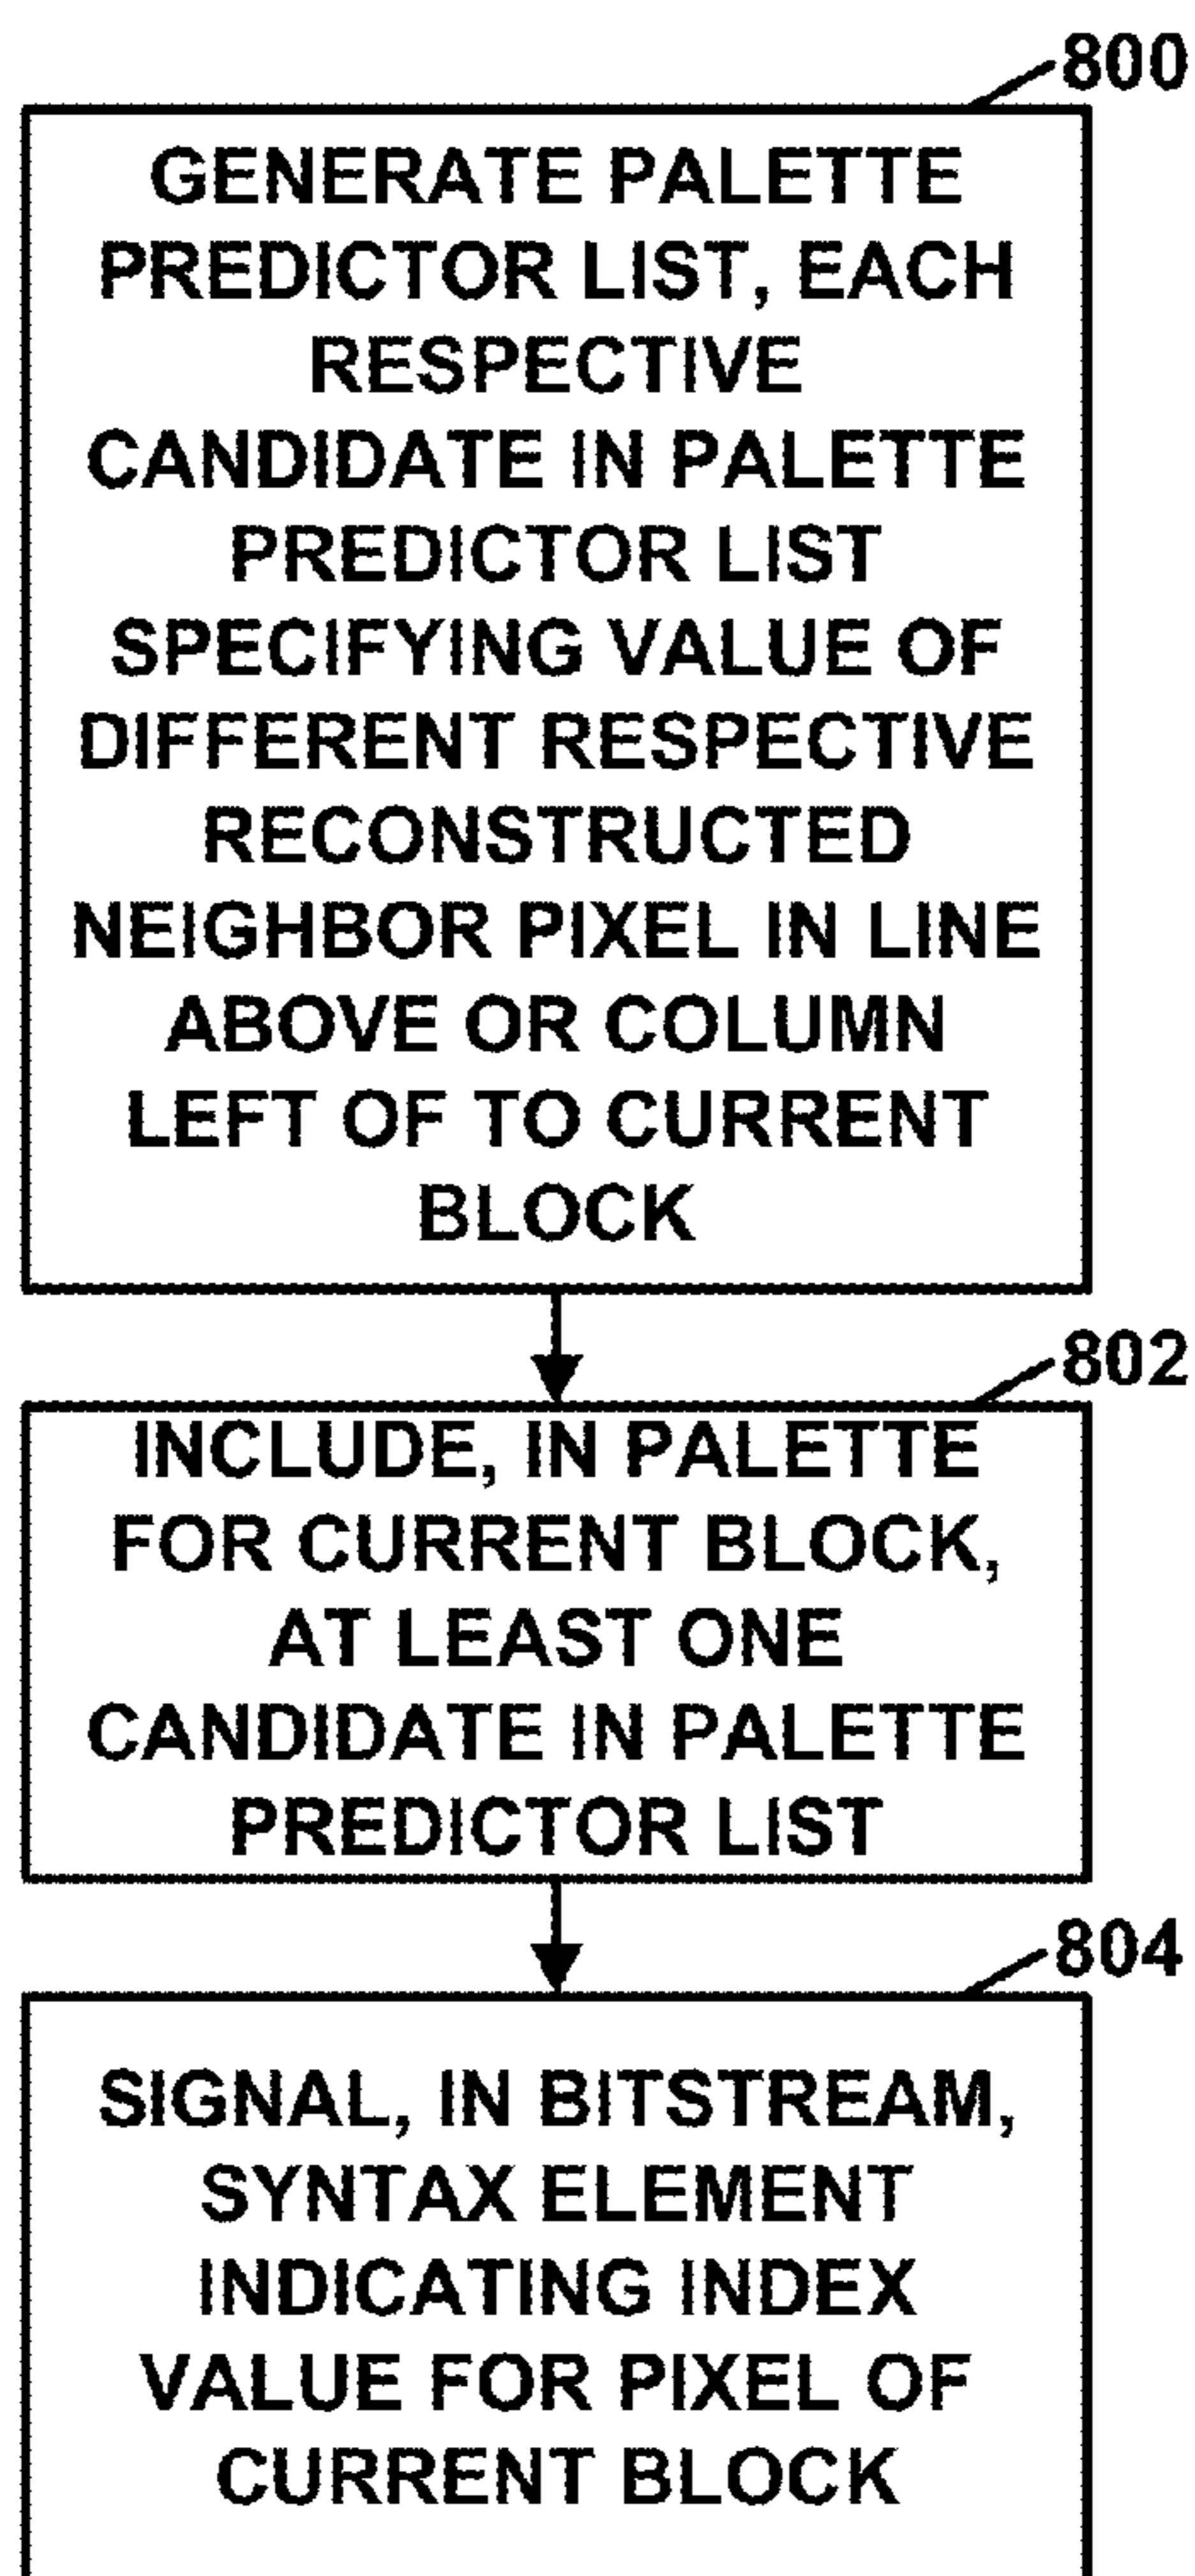 800
GENERATE PALETTE
PREDICTOR LIST, EACH
RESPECTIVE
CANDIDATE IN PALETTE
PREDICTOR LIST
SPECIFYING VALUE OF
DIFFERENT RESPECTIVE
RECONSTRUCTED
NEIGHBOR PIXEL IN LINE
ABOVE OR COLUMN
LEFT OF TO CURRENT
BLOCK
802
INCLUDE, IN PALETTE
FOR CURRENT BLOCK,
AT LEAST ONE
CANDIDATE IN PALETTE
PREDICTOR LIST
804
SIGNAL, IN BITSTREAM,
SYNTAX ELEMENT
INDICATING INDEX
VALUE FOR PIXEL OF
CURRENT BLOCK